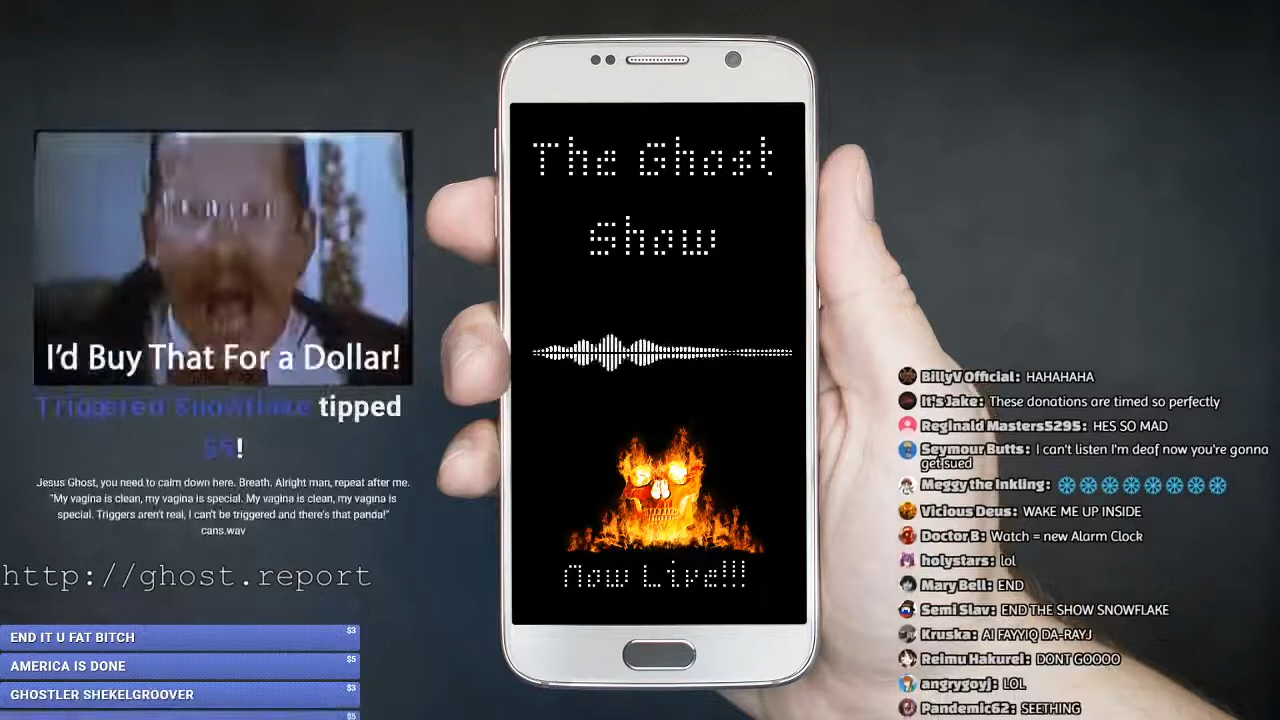 The Ghost
Show
Now Live!!!
I'd Buy That For a Dollar!
Triggered Snowflake tipped
$5!
Jesus Ghost, you need to calm down here. Breath. Alright man, repeat after me.
"My vagina is clean, my vagina is special. My vagina is clean, my vagina is
special. Triggers aren't real, I can't be triggered and there's that panda!"
cans.wav
http://ghost.report
END IT U FAT BITCH $3
AMERICA IS DONE $5
GHOSTLER SHEKELGROOVER $3
$5
BillyV Official: HAHAHAHA
It's Jake: These donations are timed so perfectly
Reginald Masters5295: HES SO MAD
Seymour Butts: I can't listen I'm deaf now you're gonna
get sued
Meggy the Inkling:
Vicious Deus: WAKE ME UP INSIDE
Doctor B: Watch = new Alarm Clock
holystars: lol
Mary Bell: END
Semi Slav: END THE SHOW SNOWFLAKE
Kruska: AI FAYYIQ DA-RAYJ
Reimu Hakurei: DONT GOOOO
angrygoyj: LOL
Pandemic62: SEETHING